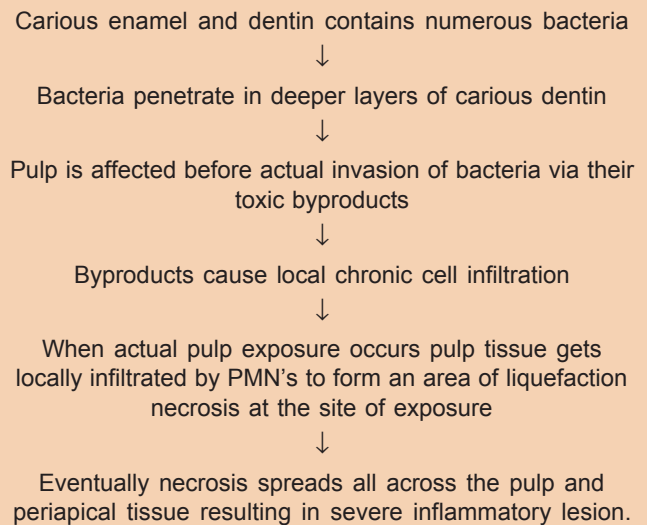 Carious enamel and dentin contains numerous bacteria
↓
Bacteria penetrate in deeper layers of carious dentin
↓
Pulp is affected before actual invasion of bacteria via their
toxic byproducts
↓
Byproducts cause local chronic cell infiltration
↓
When actual pulp exposure occurs pulp tissue gets
locally infiltrated by PMN's to form an area of liquefaction
necrosis at the site of exposure
↓
Eventually necrosis spreads all across the pulp and
periapical tissue resulting in severe inflammatory lesion.